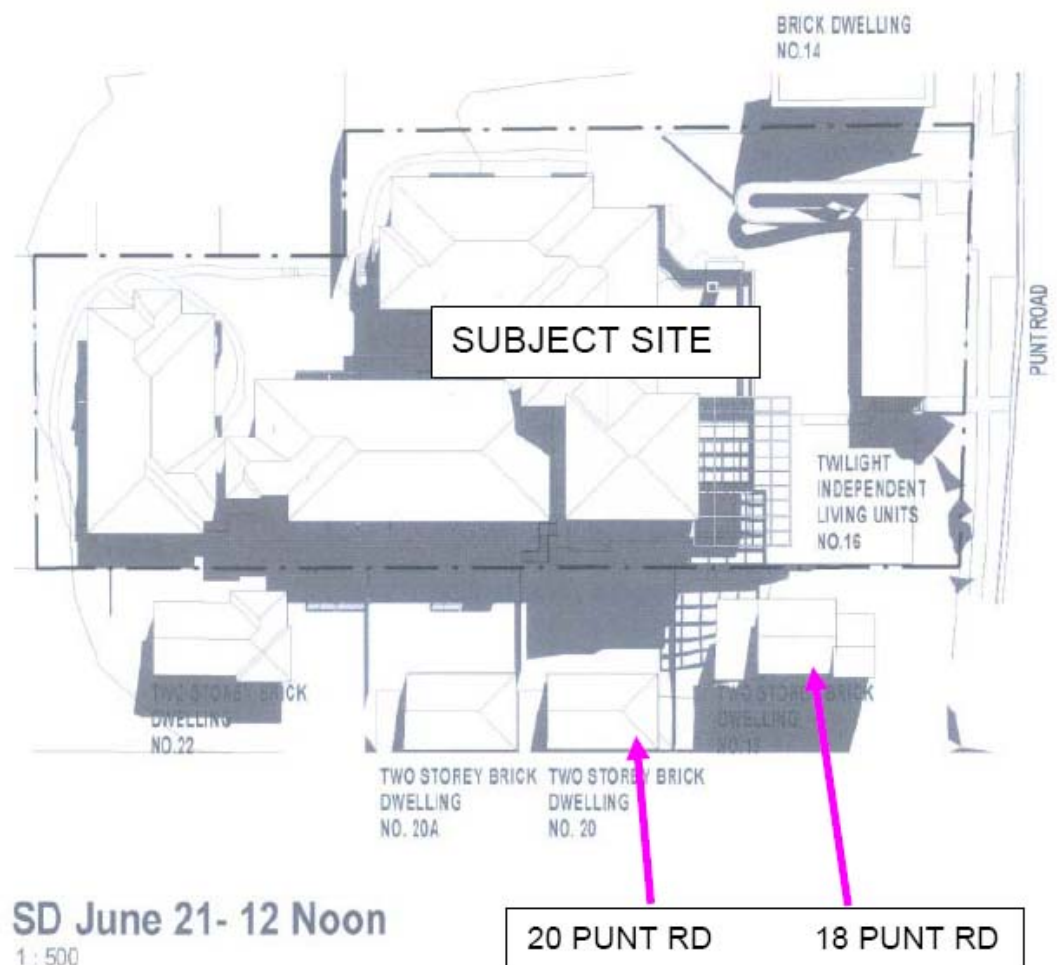 BRICK DWELLING
NO.14
SUBJECT SITE
PUNT ROAD
TWILIGHT
INDEPENDENT
LIVING UNITS
NO.16
TWO STOREY BRICK
DWELLING
NO.22
TWO STOREY BRICK
DWELLING
TWO STOREY BRICK
DWELLING
NO. 20A
TWO STOREY BRICK
DWELLING
NO. 20
SD June 21- 12 Noon
1 : 500
20 PUNT RD
18 PUNT RD